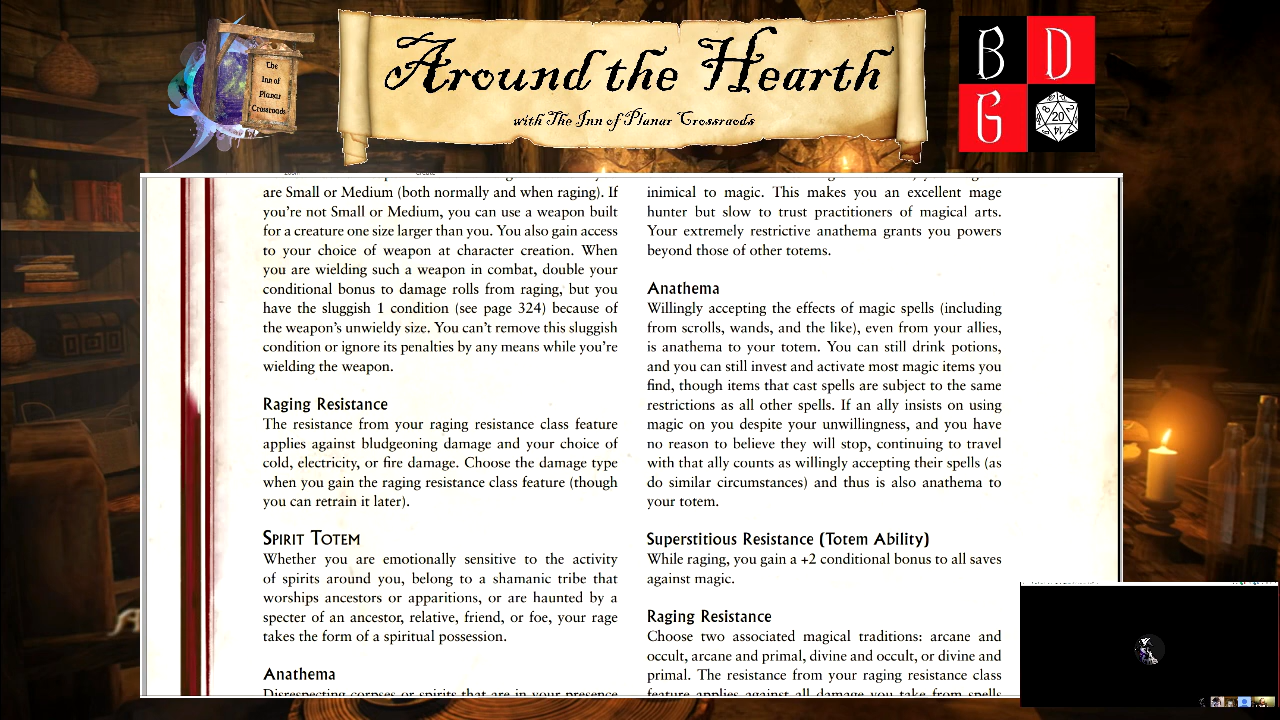 The
Inn of
Planar
Crossroads
Around the Hearth
with The Inn of Planar Crossraods
B D
G
20
are Small or Medium (both normally and when raging). If
you're not Small or Medium, you can use a weapon built
for a creature one size larger than you. You also gain access
to your choice of weapon at character creation. When
you are wielding such a weapon in combat, double your
conditional bonus to damage rolls from raging, but you
have the sluggish 1 condition (see page 324) because of
the weapon's unwieldy size. You can't remove this sluggish
condition or ignore its penalties by any means while you're
wielding the weapon.
Raging Resistance
The resistance from your raging resistance class feature
applies against bludgeoning damage and your choice of
cold, electricity, or fire damage. Choose the damage type
when you gain the raging resistance class feature (though
you can retrain it later).
Spirit Totem
Whether you are emotionally sensitive to the activity
of spirits around you, belong to a shamanic tribe that
worships ancestors or apparitions, or are haunted by a
specter of an ancestor, relative, friend, or foe, your rage
takes the form of a spiritual possession.
Anathema
Disrespecting corpses or spirits that are in your presence
inimical to magic. This makes you an excellent mage
hunter but slow to trust practitioners of magical arts.
Your extremely restrictive anathema grants you powers
beyond those of other totems.
Anathema
Willingly accepting the effects of magic spells (including
from scrolls, wands, and the like), even from your allies,
is anathema to your totem. You can still drink potions,
and you can still invest and activate most magic items you
find, though items that cast spells are subject to the same
restrictions as all other spells. If an ally insists on using
magic on you despite your unwillingness, and you have
no reason to believe they will stop, continuing to travel
with that ally counts as willingly accepting their spells (as
do similar circumstances) and thus is also anathema to
your totem.
Superstitious Resistance (Totem Ability)
While raging, you gain a +2 conditional bonus to all saves
against magic.
Raging Resistance
Choose two associated magical traditions: arcane and
occult, arcane and primal, divine and occult, or divine and
primal. The resistance from your raging resistance class
feature applies against all damage you take from spells